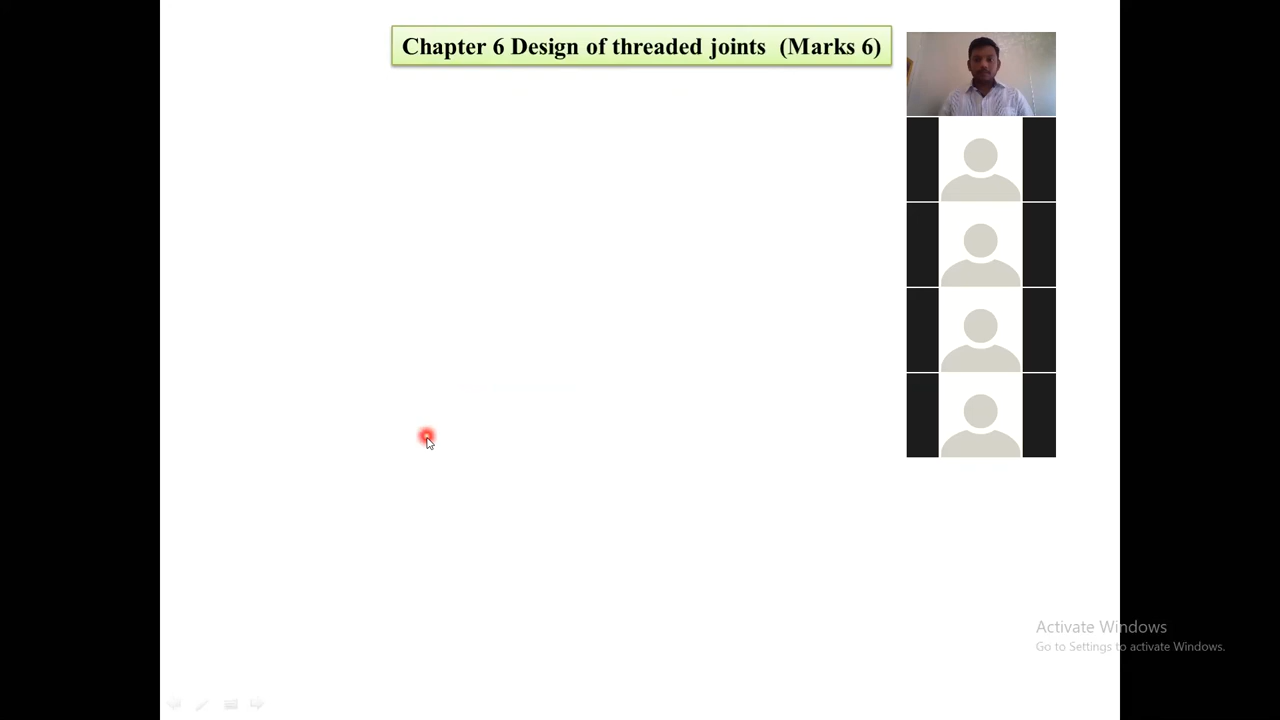 Chapter 6 Design of threaded joints (Marks 6)
Activate Windows
Go to Settings to activate Windows.